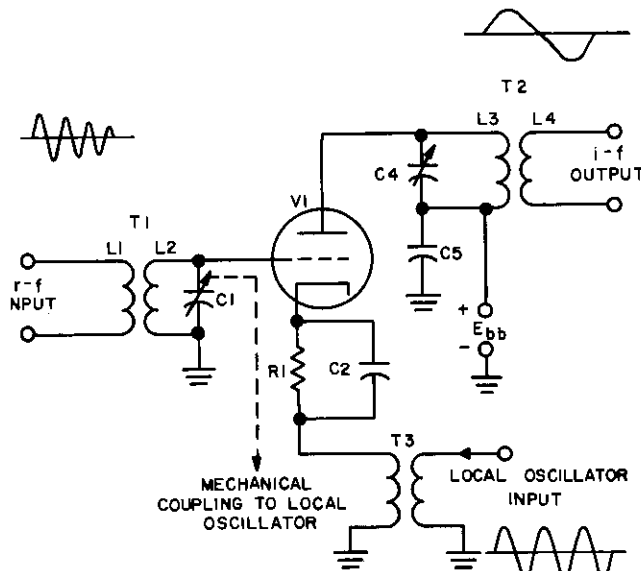 T2
L3 L4
C4
i-f
OUTPUT
V1
T1
L1 L2
C5
r-f
NPUT
C1
+
Ebb
-
R1
C2
T3
MECHANICAL
COUPLING TO LOCAL
OSCILLATOR
LOCAL OSCILLATOR
INPUT